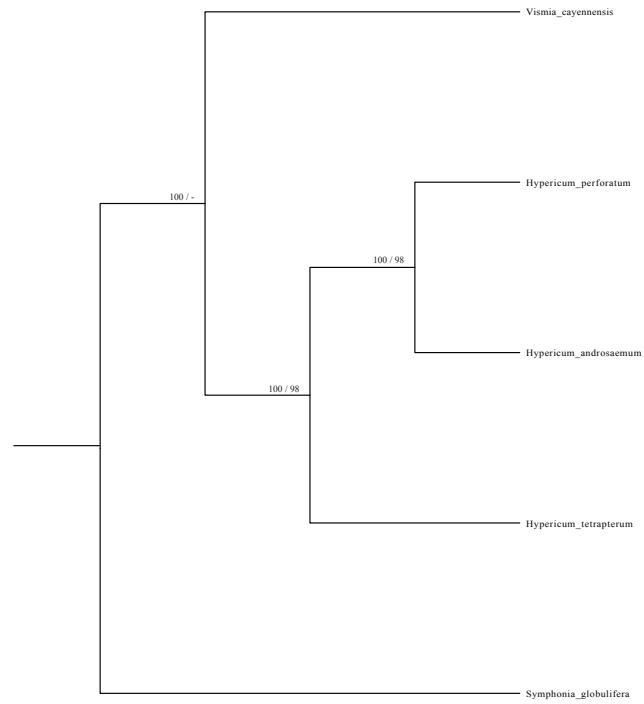 Vismia_cayennensis
Hypericum_perforatum
100 / -
100 / 98
Hypericum_androsaemum
100 / 98
Hypericum_tetrapterum
Symphonia_globulifera